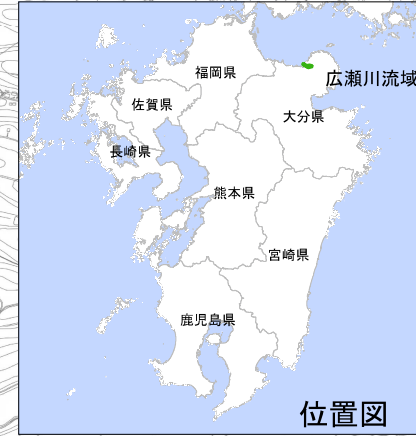 福岡県
広瀬川流域
佐賀県
大分県
長崎県
熊本県
宮崎県
鹿児島県
位置図